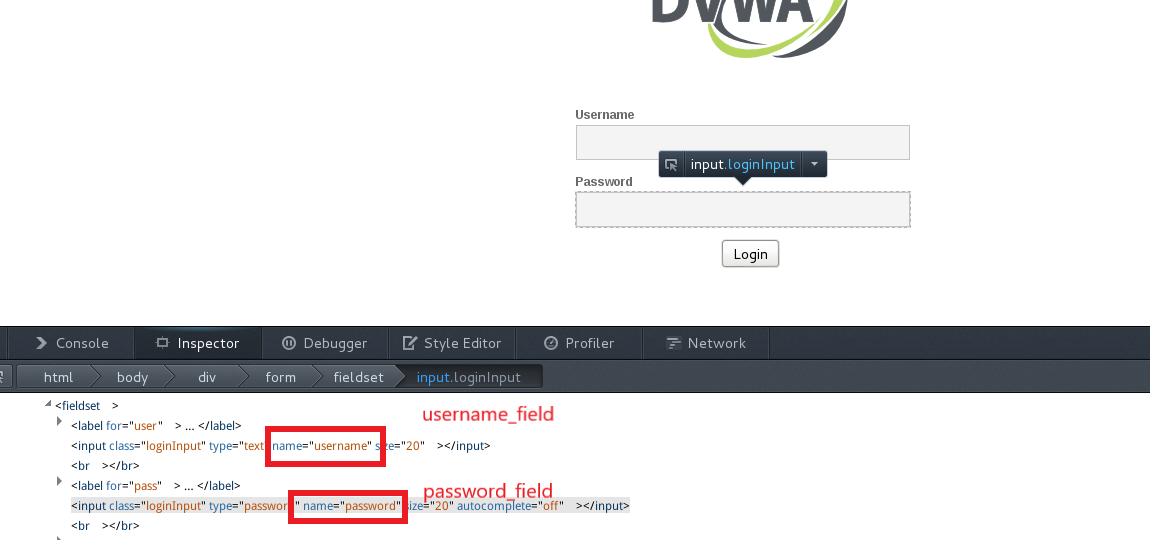 DVWA
Username
input.loginInput
Password
Login
Console Inspector Debugger Style Editor Profiler Network
html body div form fieldset input.loginInput
<fieldset >
username_field
<label for="user" > ... </label>
<input class="loginInput" type="text name="username" size="20" ></input>
<br ></br>
<label for="pass" > ... </label>
password_field
<input class="loginInput" type="passwor " name="password" size="20" autocomplete="off" ></input>
<br ></br>